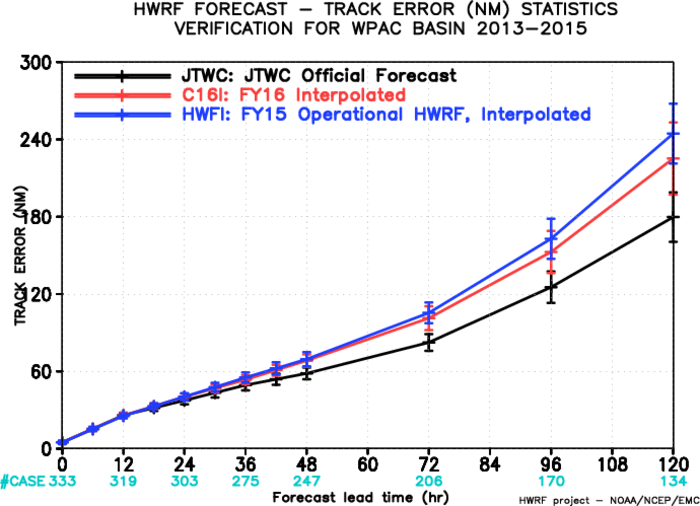 HWRF FORECAST – TRACK ERROR (NM) STATISTICS
VERIFICATION FOR WPAC BASIN 2013–2015
JTWC: JTWC Official Forecast
C16I: FY16 Interpolated
HWFI: FY15 Operational HWRF, Interpolated
TRACK ERROR (NM)
300
240
180
120
60
0
0 12 24 36 48 60 72 84 96 108 120
#CASE 333 319 303 275 247 206 170 134
Forecast lead time (hr)
HWRF project – NOAA/NCEP/EMC